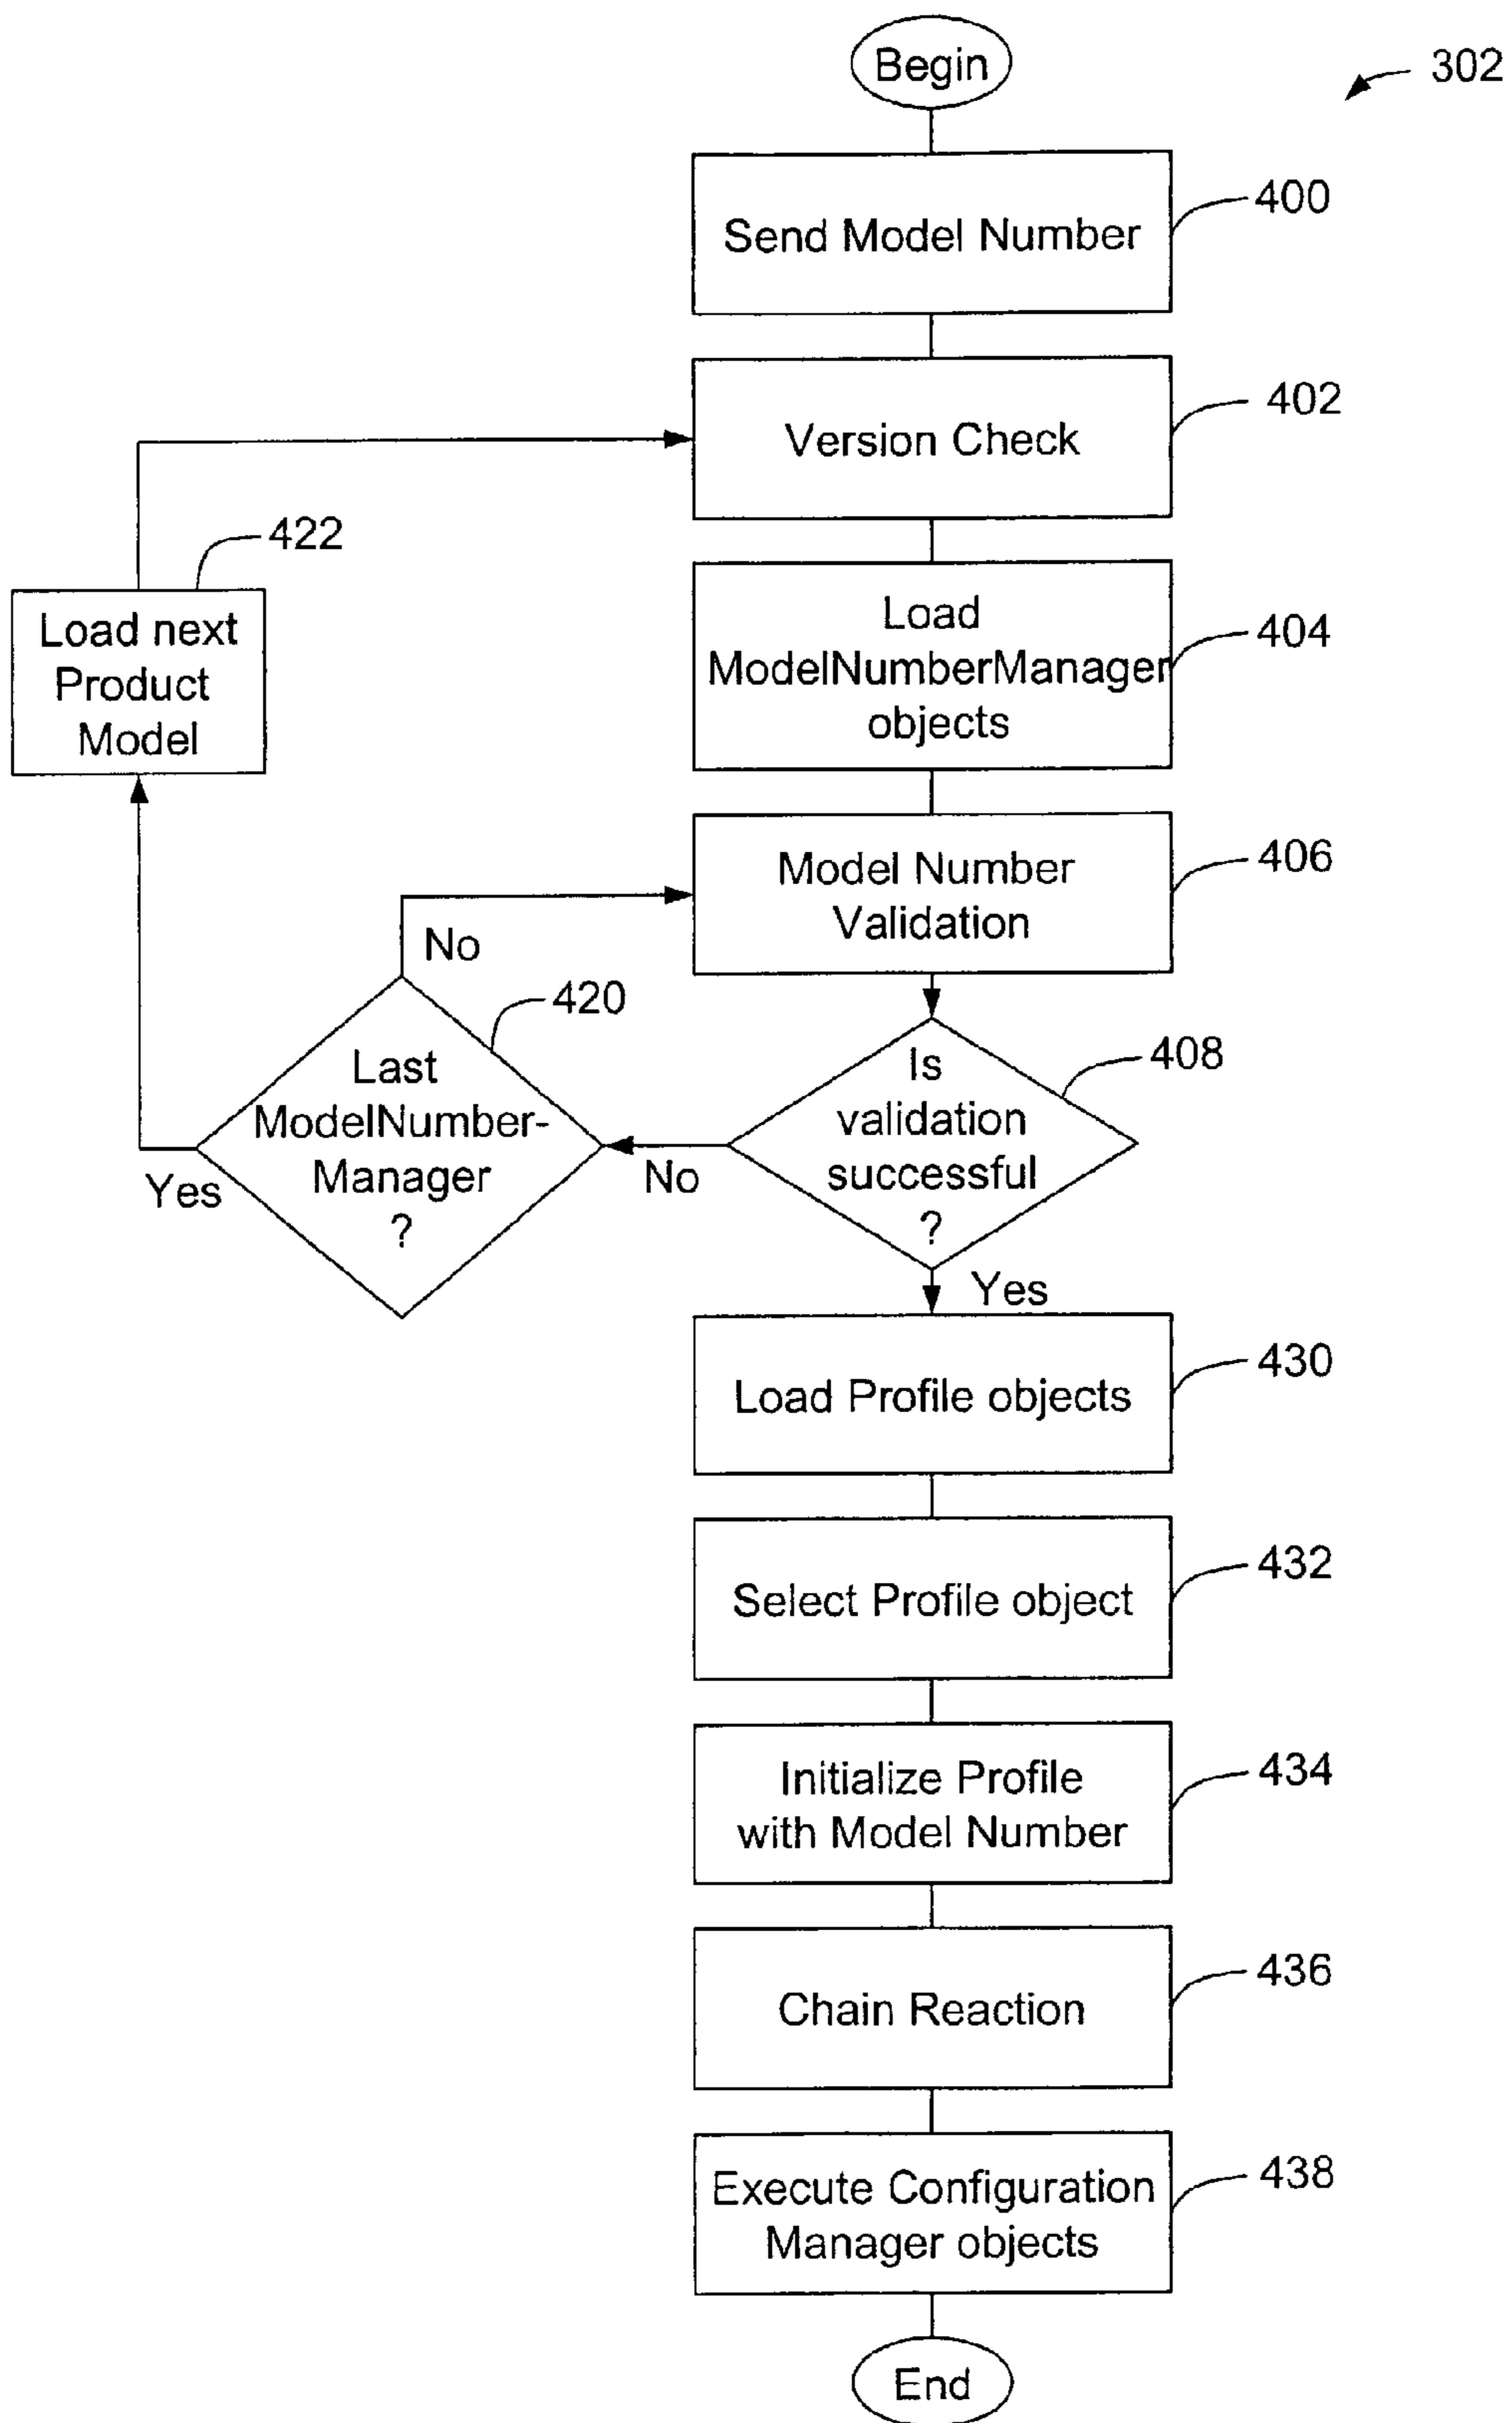 Begin
302
Send Model Number
400
Version Check
402
422
Load next
Product
Model
Load
ModelNumberManager
objects
404
Model Number
Validation
406
No
420
Last
ModelNumber-
Manager
?
Yes
Is
validation
successful
?
408
No
Yes
Load Profile objects
430
Select Profile object
432
Initialize Profile
with Model Number
434
Chain Reaction
436
Execute Configuration
Manager objects
438
End